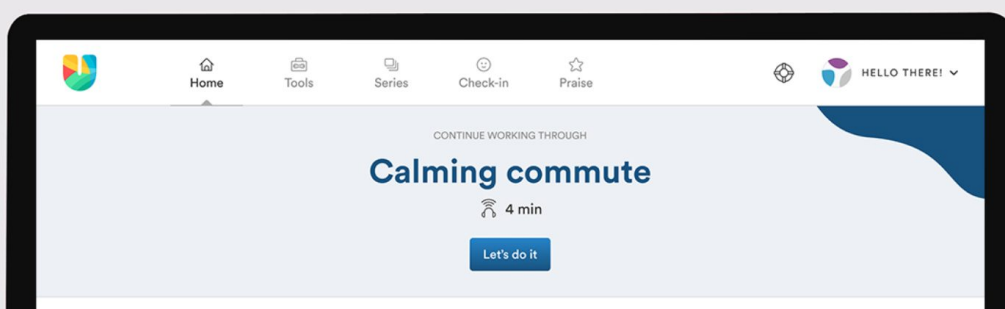 Home
Tools
Series
Check-in
Praise
HELLO THERE!
CONTINUE WORKING THROUGH
Calming commute
4 min
Let's do it